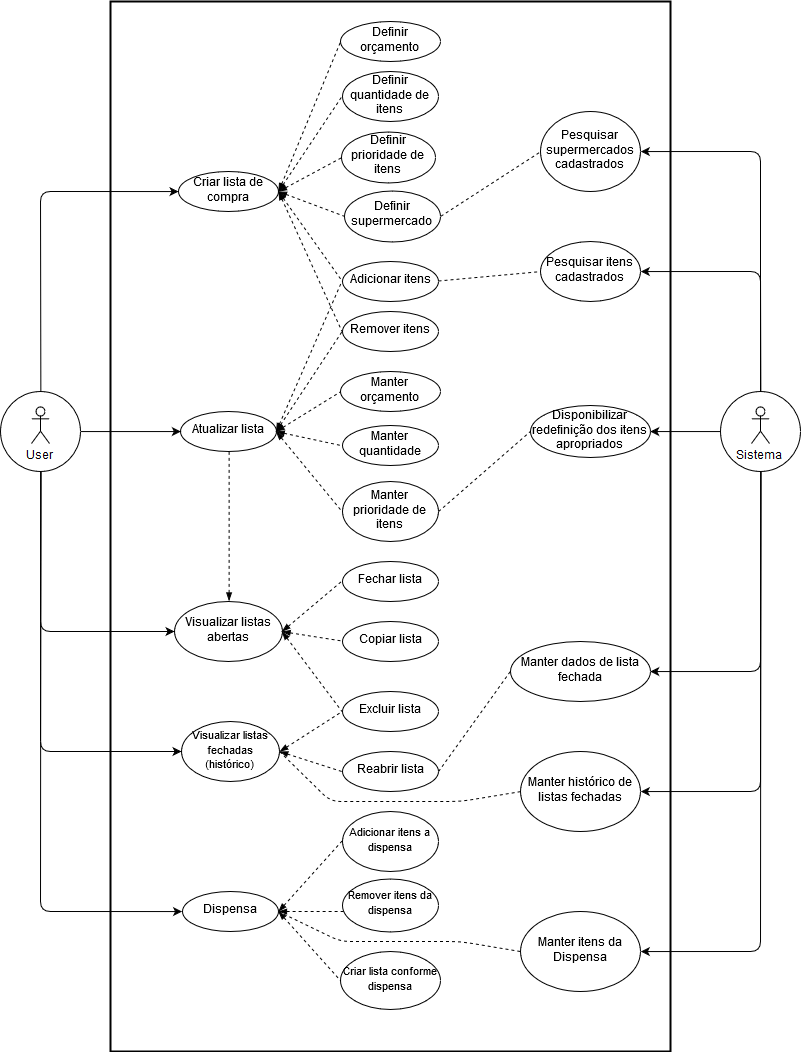 Definir
orçamento
Definir
quantidade de
itens
Definir
prioridade de
itens
Pesquisar
supermercados
cadastrados
Criar lista de
compra
Definir
supermercado
Adicionar itens
Pesquisar itens
cadastrados
Remover itens
Manter
orçamento
User
Atualizar lista
Manter
quantidade
Disponibilizar
redefinição dos itens
apropriados
Sistema
Manter
prioridade de
itens
Fechar lista
Visualizar listas
abertas
Copiar lista
Manter dados de lista
fechada
Excluir lista
Visualizar listas
fechadas
(histórico)
Reabrir lista
Manter histórico de
listas fechadas
Adicionar itens a
dispensa
Dispensa
Remover itens da
dispensa
Manter itens da
Dispensa
Criar lista conforme
dispensa